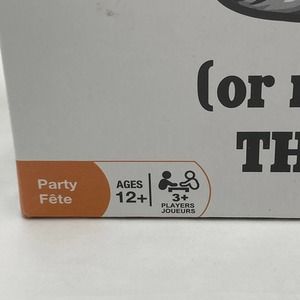 (or
TH
Party
Fête
AGES
12+
3+
PLAYERS
JOUEURS